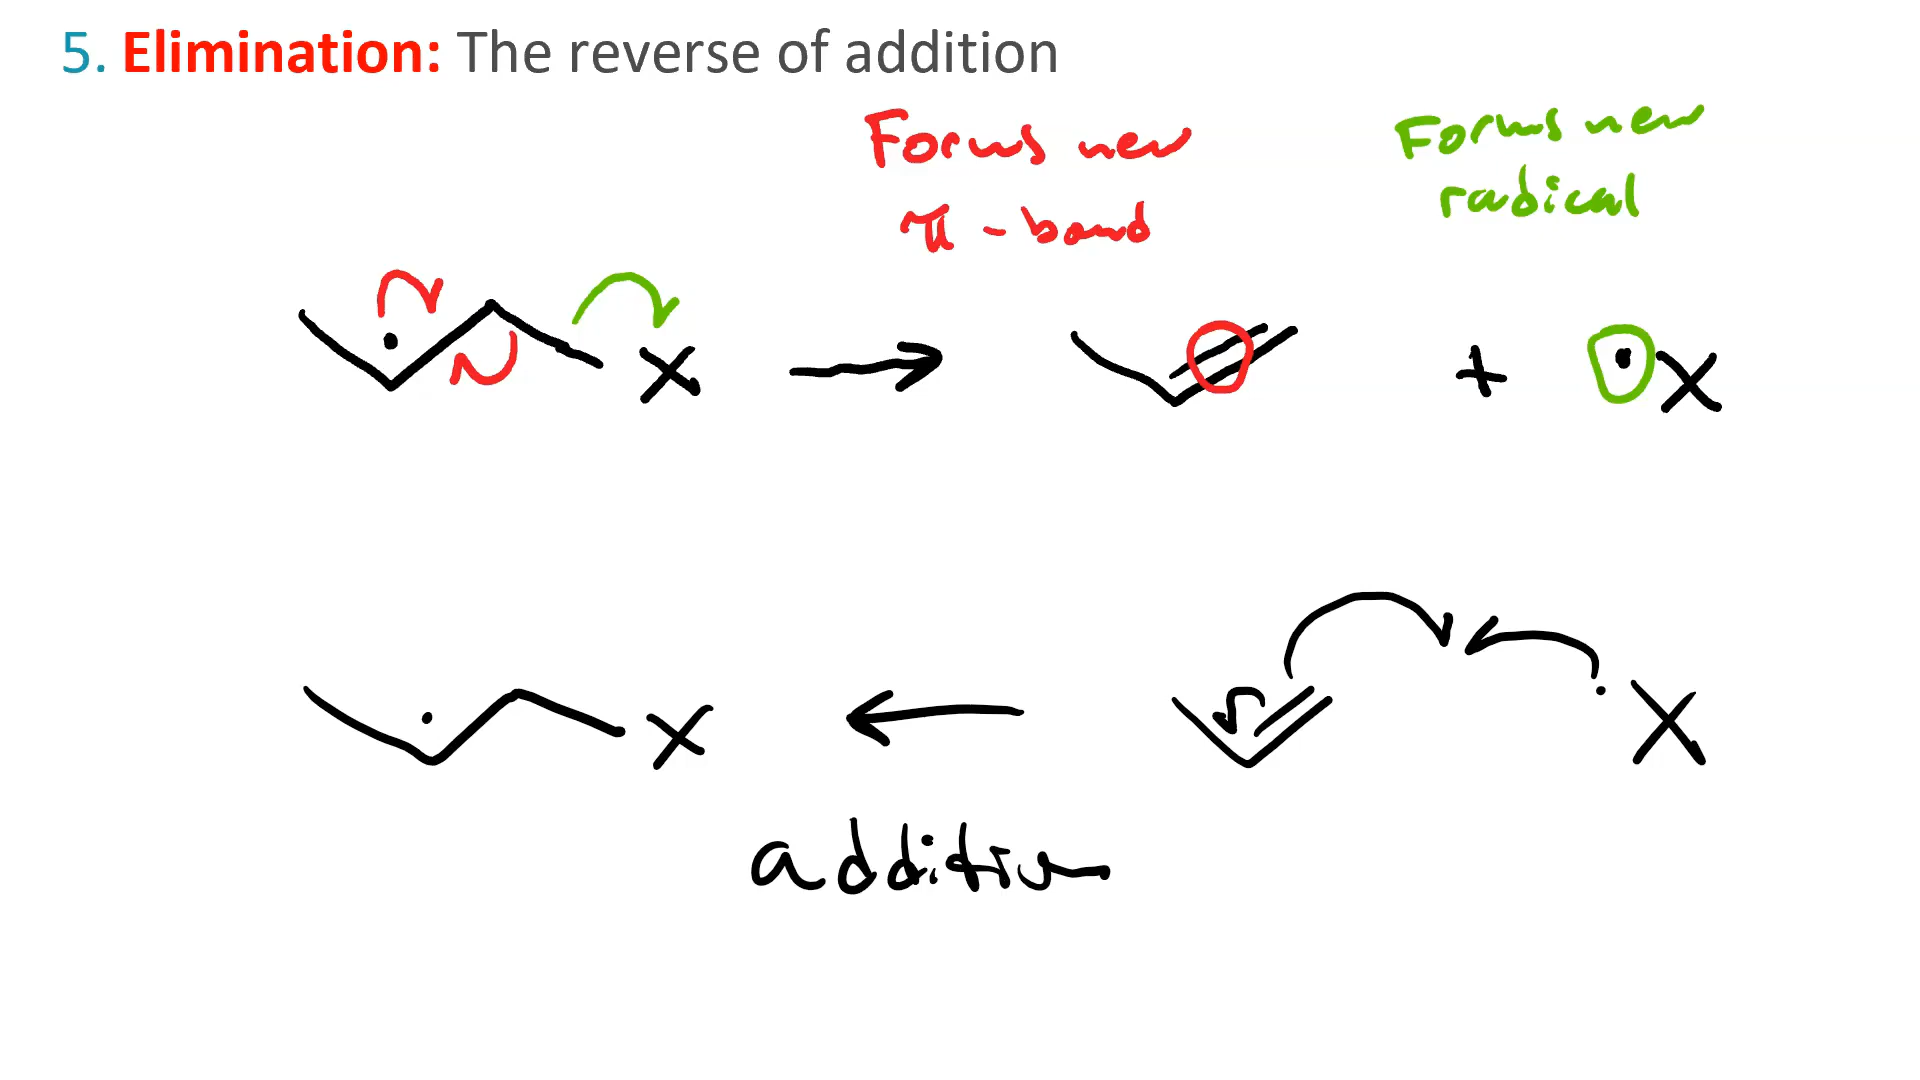 5. Elimination: The reverse of addition
Forms new
π - bond
Forms new
radical
X
+
•X
X
X
addition